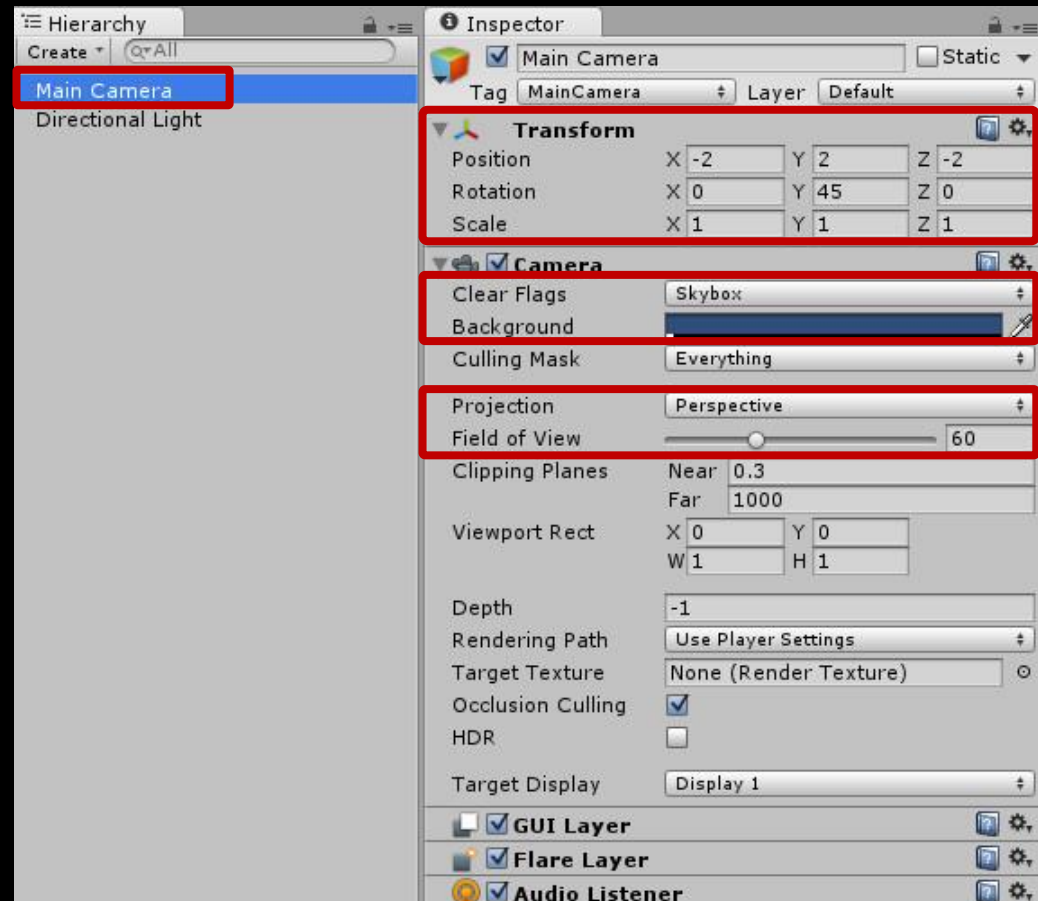 Hierarchy
Create All
Main Camera
Directional Light
Inspector
Main Camera Static
Tag MainCamera Layer Default
Transform
Position X -2 Y 2 Z -2
Rotation X 0 Y 45 Z 0
Scale X 1 Y 1 Z 1
Camera
Clear Flags Skybox
Background
Culling Mask Everything
Projection Perspective
Field of View 60
Clipping Planes Near 0.3
Far 1000
Viewport Rect X 0 Y 0
W 1 H 1
Depth -1
Rendering Path Use Player Settings
Target Texture None (Render Texture)
Occlusion Culling
HDR
Target Display Display 1
GUI Layer
Flare Layer
Audio Listener